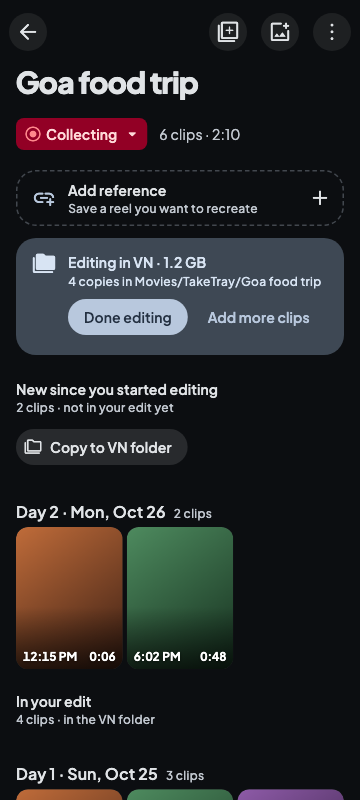 Goa food trip
Collecting
6 clips · 2:10
Add reference
Save a reel you want to recreate
Editing in VN · 1.2 GB
4 copies in Movies/TakeTray/Goa food trip
Done editing
Add more clips
New since you started editing
2 clips · not in your edit yet
Copy to VN folder
Day 2 · Mon, Oct 26 2 clips
12:15 PM 0:06
6:02 PM 0:48
In your edit
4 clips · in the VN folder
Day 1 · Sun, Oct 25 3 clips